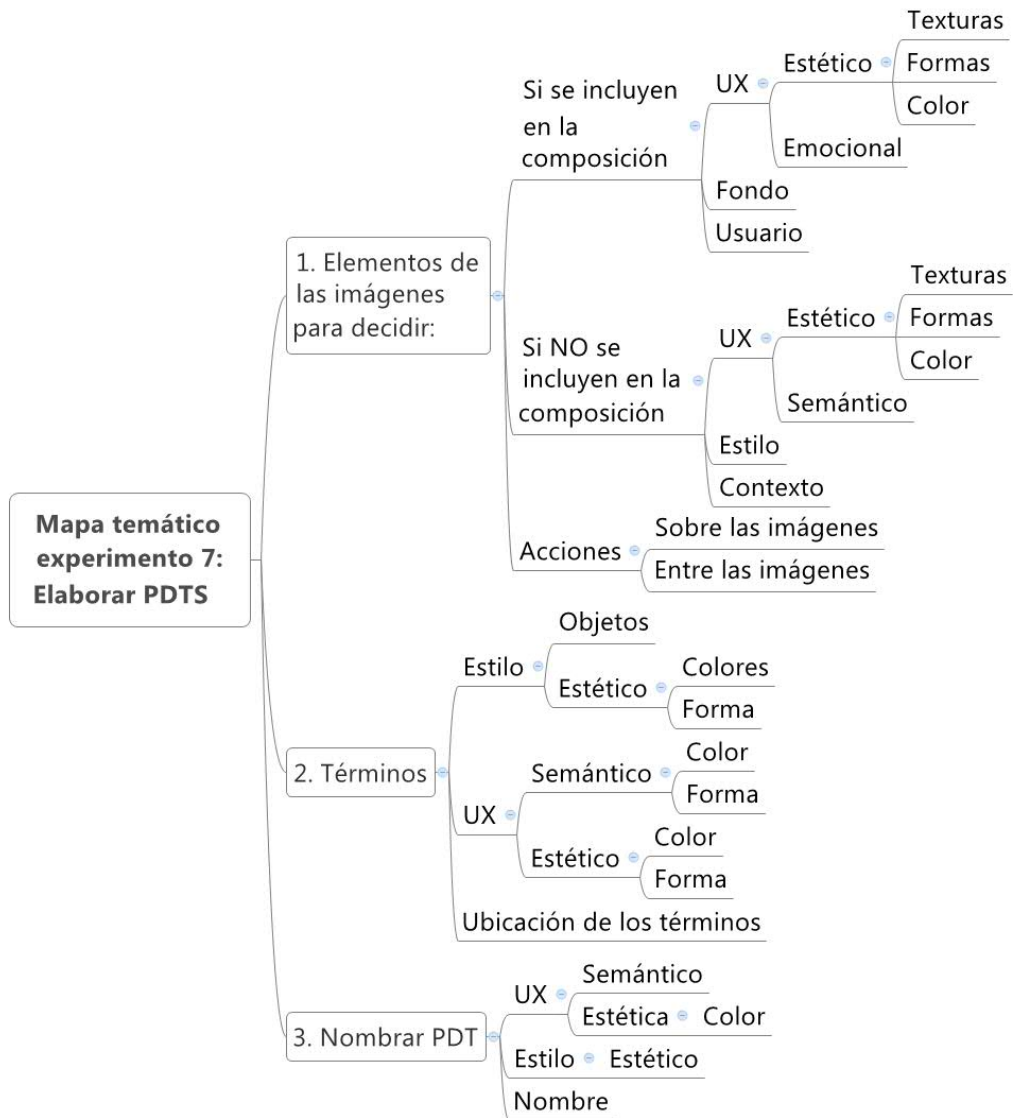 Mapa temático
experimento 7:
Elaborar PDTS
1. Elementos de
las imágenes
para decidir:
Si se incluyen
en la
composición
UX
Estético
Texturas
Formas
Color
Emocional
Fondo
Usuario
Si NO se
incluyen en la
composición
UX
Estético
Texturas
Formas
Color
Semántico
Estilo
Contexto
Acciones
Sobre las imágenes
Entre las imágenes
2. Términos
Estilo
Objetos
Estético
Colores
Forma
UX
Semántico
Color
Forma
Estético
Color
Forma
Ubicación de los términos
3. Nombrar PDT
UX
Semántico
Estética
Color
Estilo
Estético
Nombre